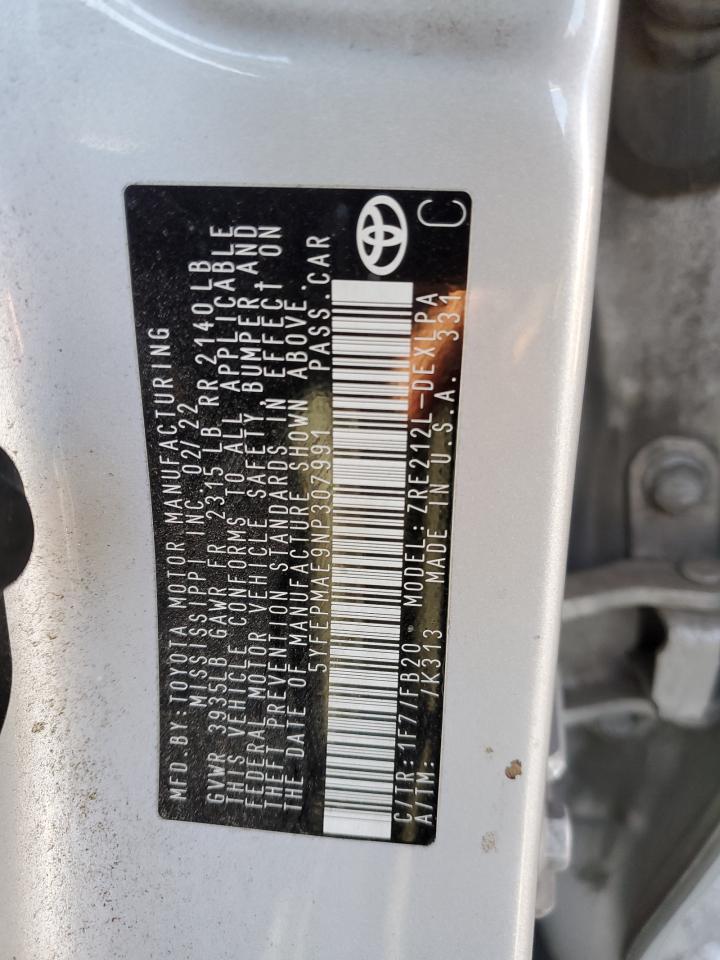 MFD.BY:TOYOTA MOTOR MANUFACTURING
MISSISSIPPI INC. 02/22
GVWR 3935LB GAWR FR 2315 LB RR 2140LB
THIS VEHICLE CONFORMS TO ALL APPLICABLE
FEDERAL MOTOR VEHICLE SAFETY,BUMPER,AND
THEFT PREVENTION STANDARDS IN EFFECT ON
THE DATE OF MANUFACTURE SHOWN ABOVE.
5YFEPMAE9NP307991 PASS.CAR
C/TR:1F7/FB20 MODEL:ZRE212L-DEXLPA
A/TM: -/K313 MADE IN U.S.A. 331
C